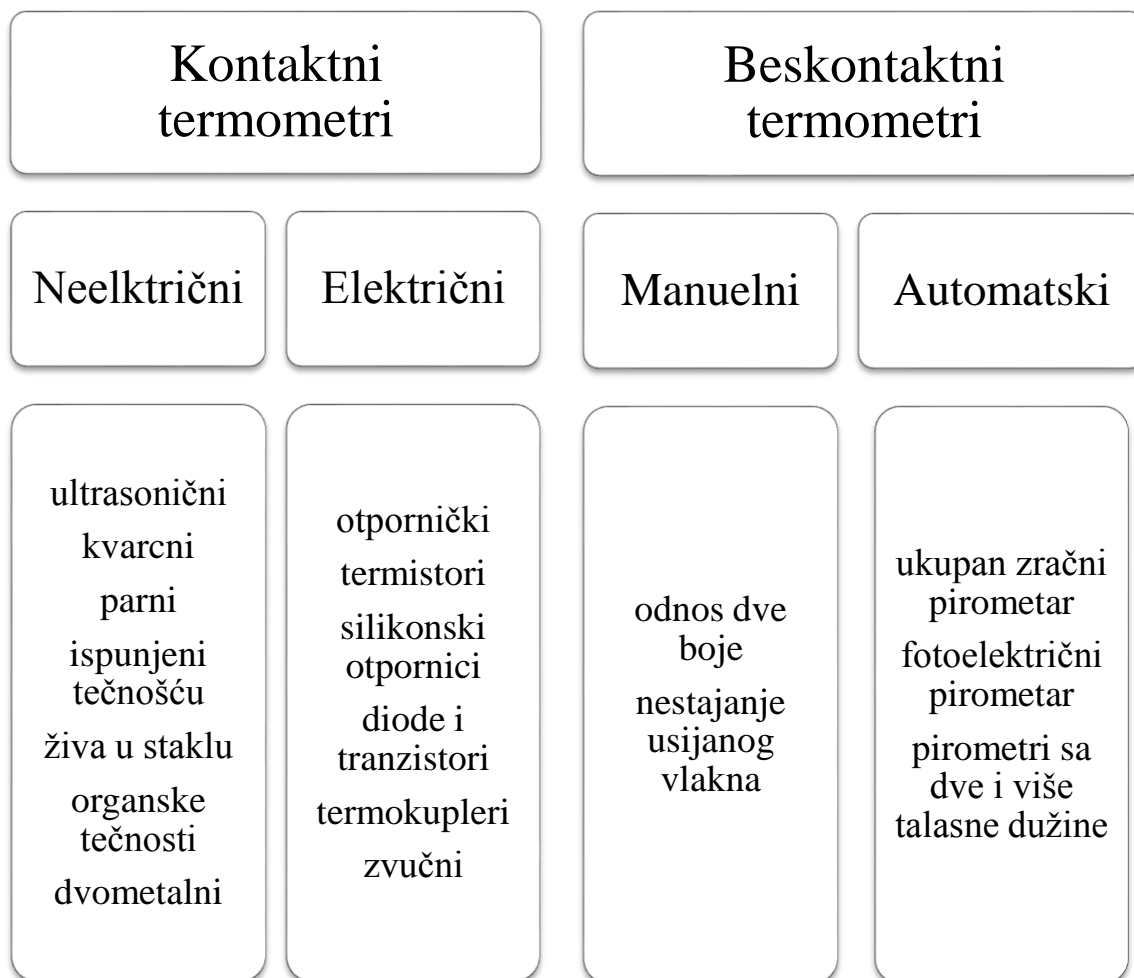 Kontaktni
termometri
Beskontaktni
termometri
Neelktrični
Električni
Manuelni
Automatski
ultrasonični
kvarcni
parni
ispunjeni
tečnošću
živa u staklu
organske
tečnosti
dvometalni
otpornički
termistori
silikonski
otpornici
diode i
tranzistori
termokupleri
zvučni
odnos dve
boje
nestajanje
usijanog
vlakna
ukupan zračni
pirometar
fotoelektrični
pirometar
pirometri sa
dve i više
talasne dužine